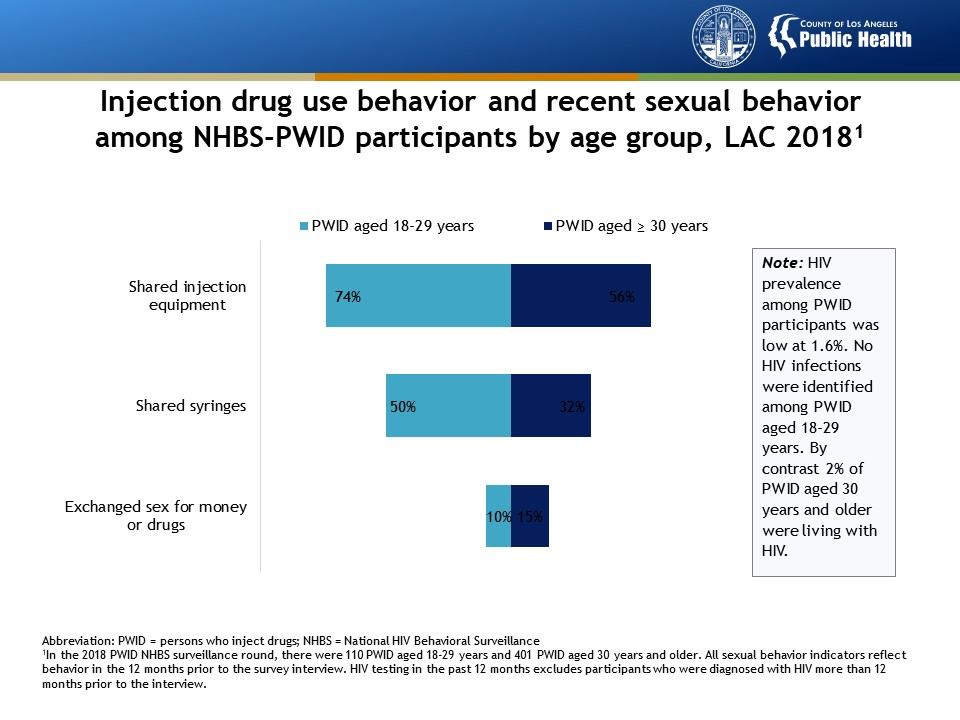 COUNTY OF LOS ANGELES
Public Health
Injection drug use behavior and recent sexual behavior
among NHBS-PWID participants by age group, LAC 2018¹
PWID aged 18-29 years
PWID aged ≥ 30 years
Shared injection
equipment
74%
56%
Shared syringes
50%
32%
Exchanged sex for money
or drugs
10%
15%
Note: HIV
prevalence
among PWID
participants was
low at 1.6%. No
HIV infections
were identified
among PWID
aged 18-29
years. By
contrast 2% of
PWID aged 30
years and older
were living with
HIV.
Abbreviation: PWID = persons who inject drugs; NHBS = National HIV Behavioral Surveillance
¹In the 2018 PWID NHBS surveillance round, there were 110 PWID aged 18-29 years and 401 PWID aged 30 years and older. All sexual behavior indicators reflect
behavior in the 12 months prior to the survey interview. HIV testing in the past 12 months excludes participants who were diagnosed with HIV more than 12
months prior to the interview.